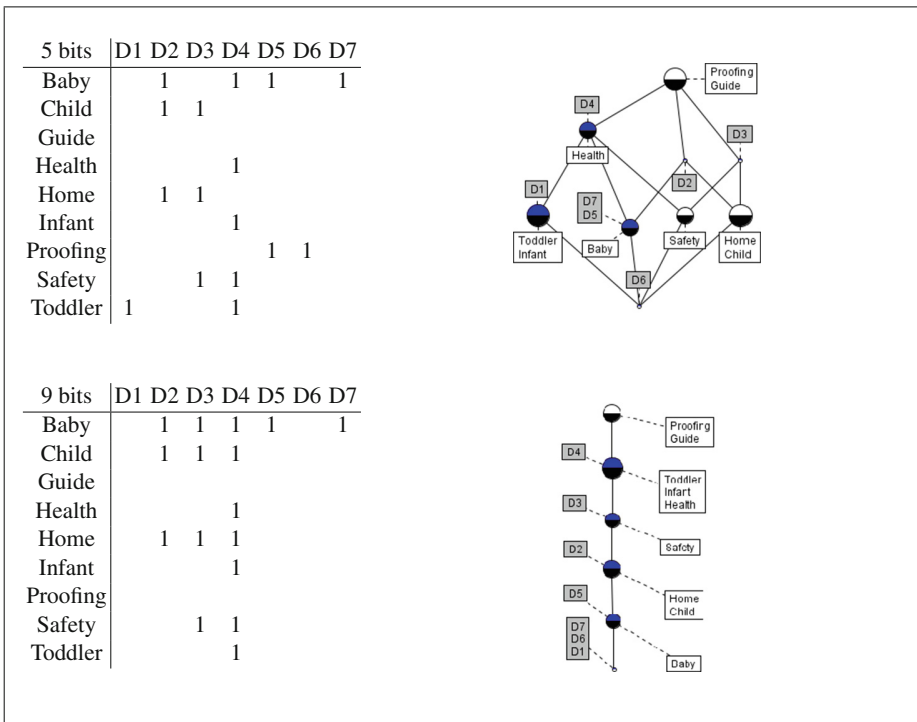 5 bits D1 D2 D3 D4 D5 D6 D7
Baby 1 1 1 1
Child 1 1
Guide
Health 1
Home 1 1
Infant 1
Proofing 1 1
Safety 1 1
Toddler 1 1
Proofing
Guide
D4
Health
D3
D2
D1
Toddler
Infant
D7
D5
Baby
Safety
Home
Child
D6
9 bits D1 D2 D3 D4 D5 D6 D7
Baby 1 1 1 1 1
Child 1 1 1
Guide
Health 1
Home 1 1 1
Infant 1
Proofing
Safety 1 1
Toddler 1
Proofing
Guide
D4
Toddler
Infart
Health
D3
Safcty
D2
Home
Child
D5
D7
D6
D1
Daby